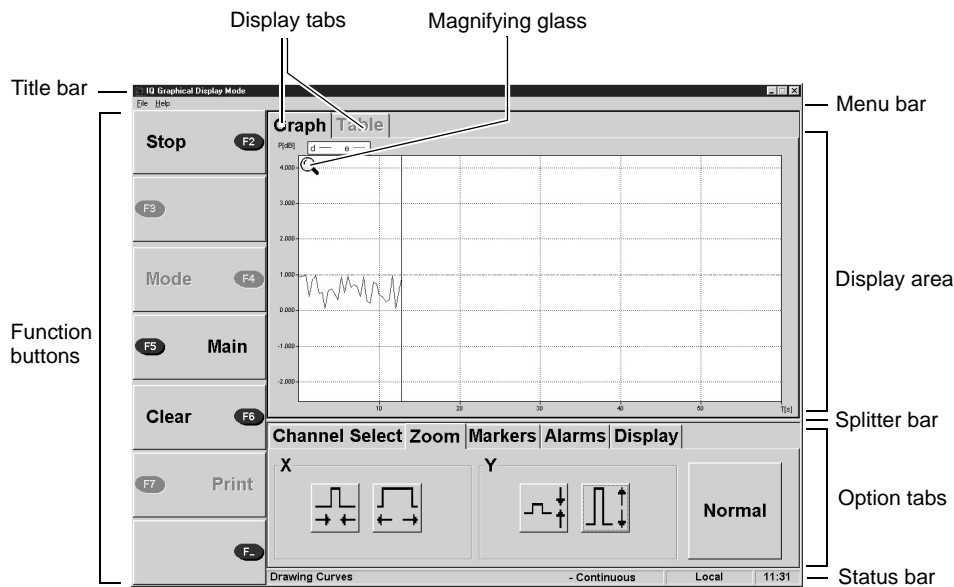 Display tabs
Magnifying glass
Title bar
IQ Graphical Display Mode
File Help
Menu bar
Function buttons
Stop F2
F3
Mode F4
F5 Main
Clear F6
F7 Print
F_
Graph Table
P[dB]
d — e —
4.000
3.000
2.000
1.000
0.000
-1.000
-2.000
10 20 30 40 50 T[s]
Display area
Splitter bar
Channel Select Zoom Markers Alarms Display
X Y
Normal
Option tabs
Drawing Curves - Continuous Local 11:31
Status bar